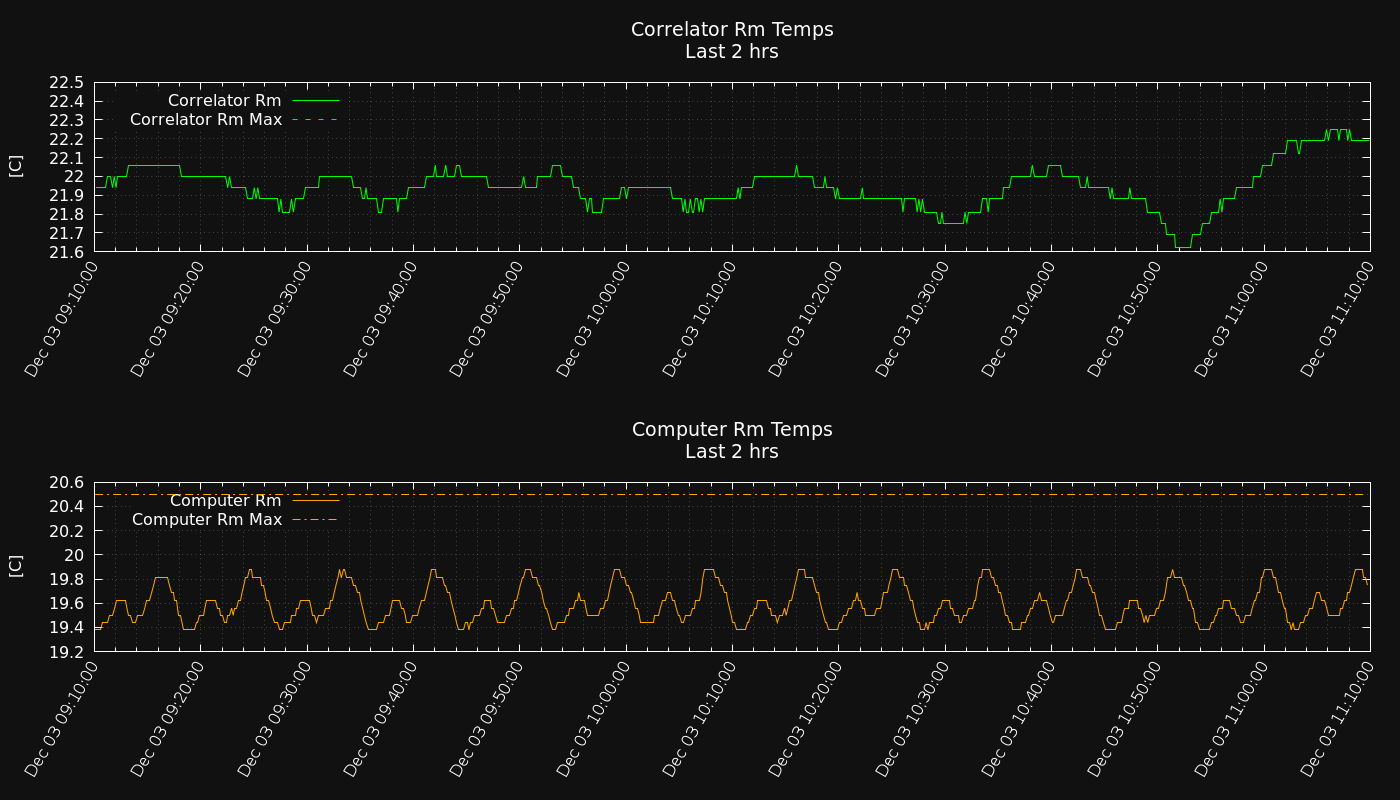 Correlator Rm Temps
Last 2 hrs
22.5
22.4
22.3
22.2
22.1
22
21.9
21.8
21.7
21.6
[C]
Correlator Rm
Correlator Rm Max
Dec 03 09:10:00
Dec 03 09:20:00
Dec 03 09:30:00
Dec 03 09:40:00
Dec 03 09:50:00
Dec 03 10:00:00
Dec 03 10:10:00
Dec 03 10:20:00
Dec 03 10:30:00
Dec 03 10:40:00
Dec 03 10:50:00
Dec 03 11:00:00
Dec 03 11:10:00
Computer Rm Temps
Last 2 hrs
20.6
20.4
20.2
20
19.8
19.6
19.4
19.2
[C]
Computer Rm
Computer Rm Max
Dec 03 09:10:00
Dec 03 09:20:00
Dec 03 09:30:00
Dec 03 09:40:00
Dec 03 09:50:00
Dec 03 10:00:00
Dec 03 10:10:00
Dec 03 10:20:00
Dec 03 10:30:00
Dec 03 10:40:00
Dec 03 10:50:00
Dec 03 11:00:00
Dec 03 11:10:00